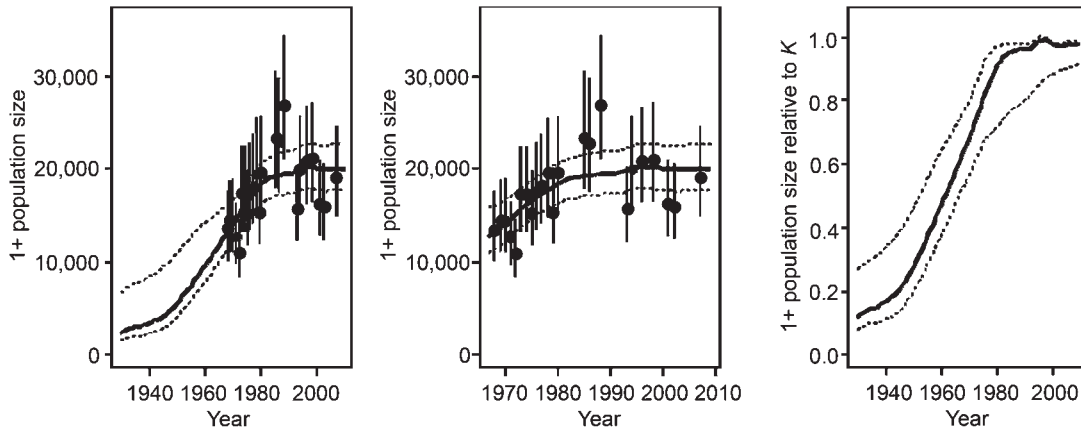 1+ population size
30,000
20,000
10,000
0
1940 1960 1980 2000
Year
1+ population size
30,000
20,000
10,000
0
1970 1980 1990 2000 2010
Year
1+ population size relative to K
1.0
0.8
0.6
0.4
0.2
0.0
1940 1960 1980 2000
Year